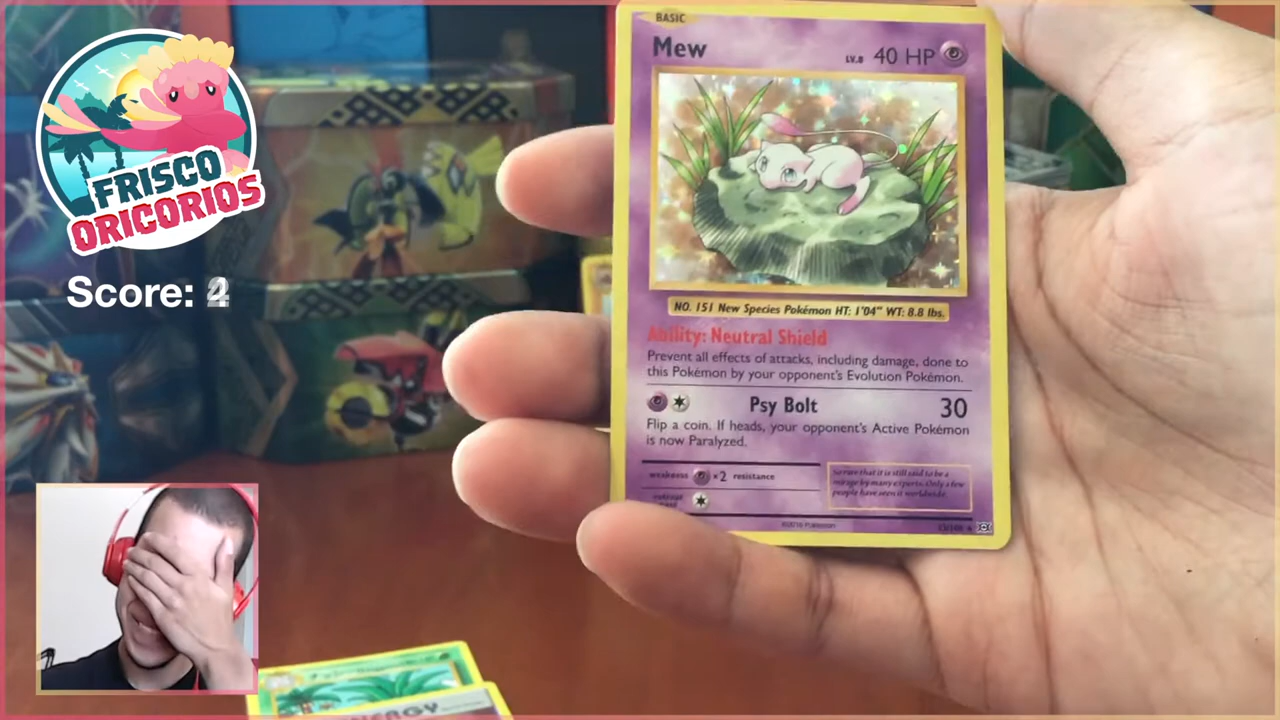 BASIC
Mew
LV.8 40 HP
FRISCO
ORICORIOS
Score:
NO. 151 New Species Pokémon HT: 1'04" WT: 8.8 lbs.
Ability: Neutral Shield
Prevent all effects of attacks, including damage, done to
this Pokémon by your opponent's Evolution Pokémon.
Psy Bolt 30
Flip a coin. If heads, your opponent's Active Pokémon
is now Paralyzed.
weakness ×2 resistance
So rare that it is still said to be a
mirage by many experts. Only a few
people have seen it worldwide.
retreat
©2016 Pokémon
ENERGY